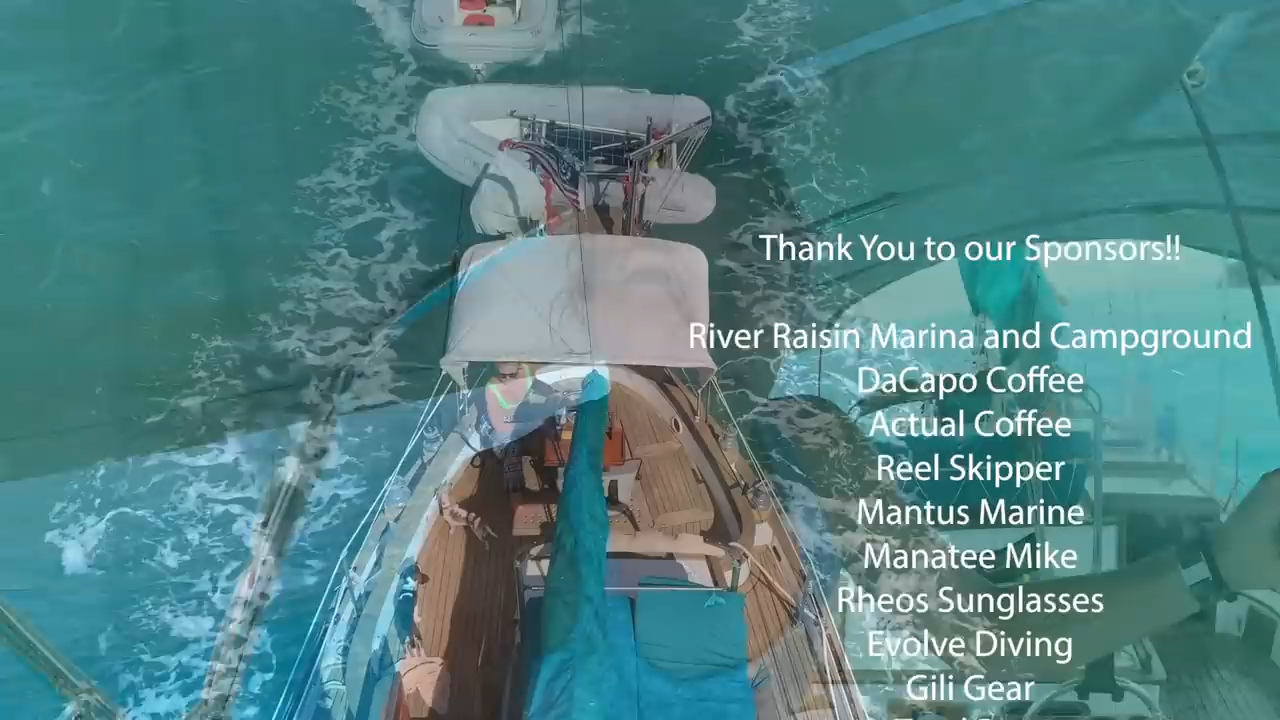 Thank You to our Sponsors!!
River Raisin Marina and Campground
DaCapo Coffee
Actual Coffee
Reel Skipper
Mantus Marine
Manatee Mike
Rheos Sunglasses
Evolve Diving
Gili Gear